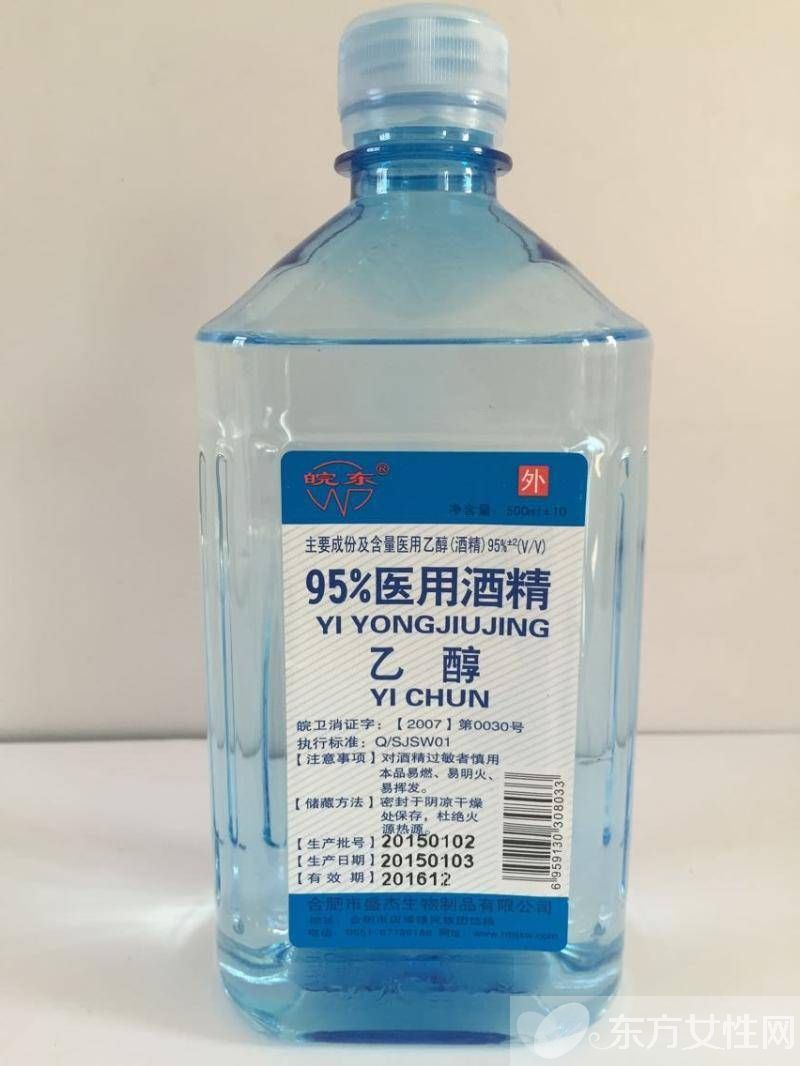 皖东®
外
净含量 500ml±10
主要成份及含量医用乙醇(酒精)95%±2(V/V)
95%医用酒精
YI YONGJIUJING
乙 醇
YI CHUN
皖卫消证字:【2007】第0030号
执行标准: Q/SJSW01
【注意事项】对酒精过敏者慎用
本品易燃、易明火、
易挥发。
【储藏方法】密封于阴凉干燥
处保存,杜绝火
源热源。
【生产批号】20150102
【生产日期】20150103
【有 效 期】201612
6 959130 308033
合肥市盛杰生物制品有限公司
东方女性网